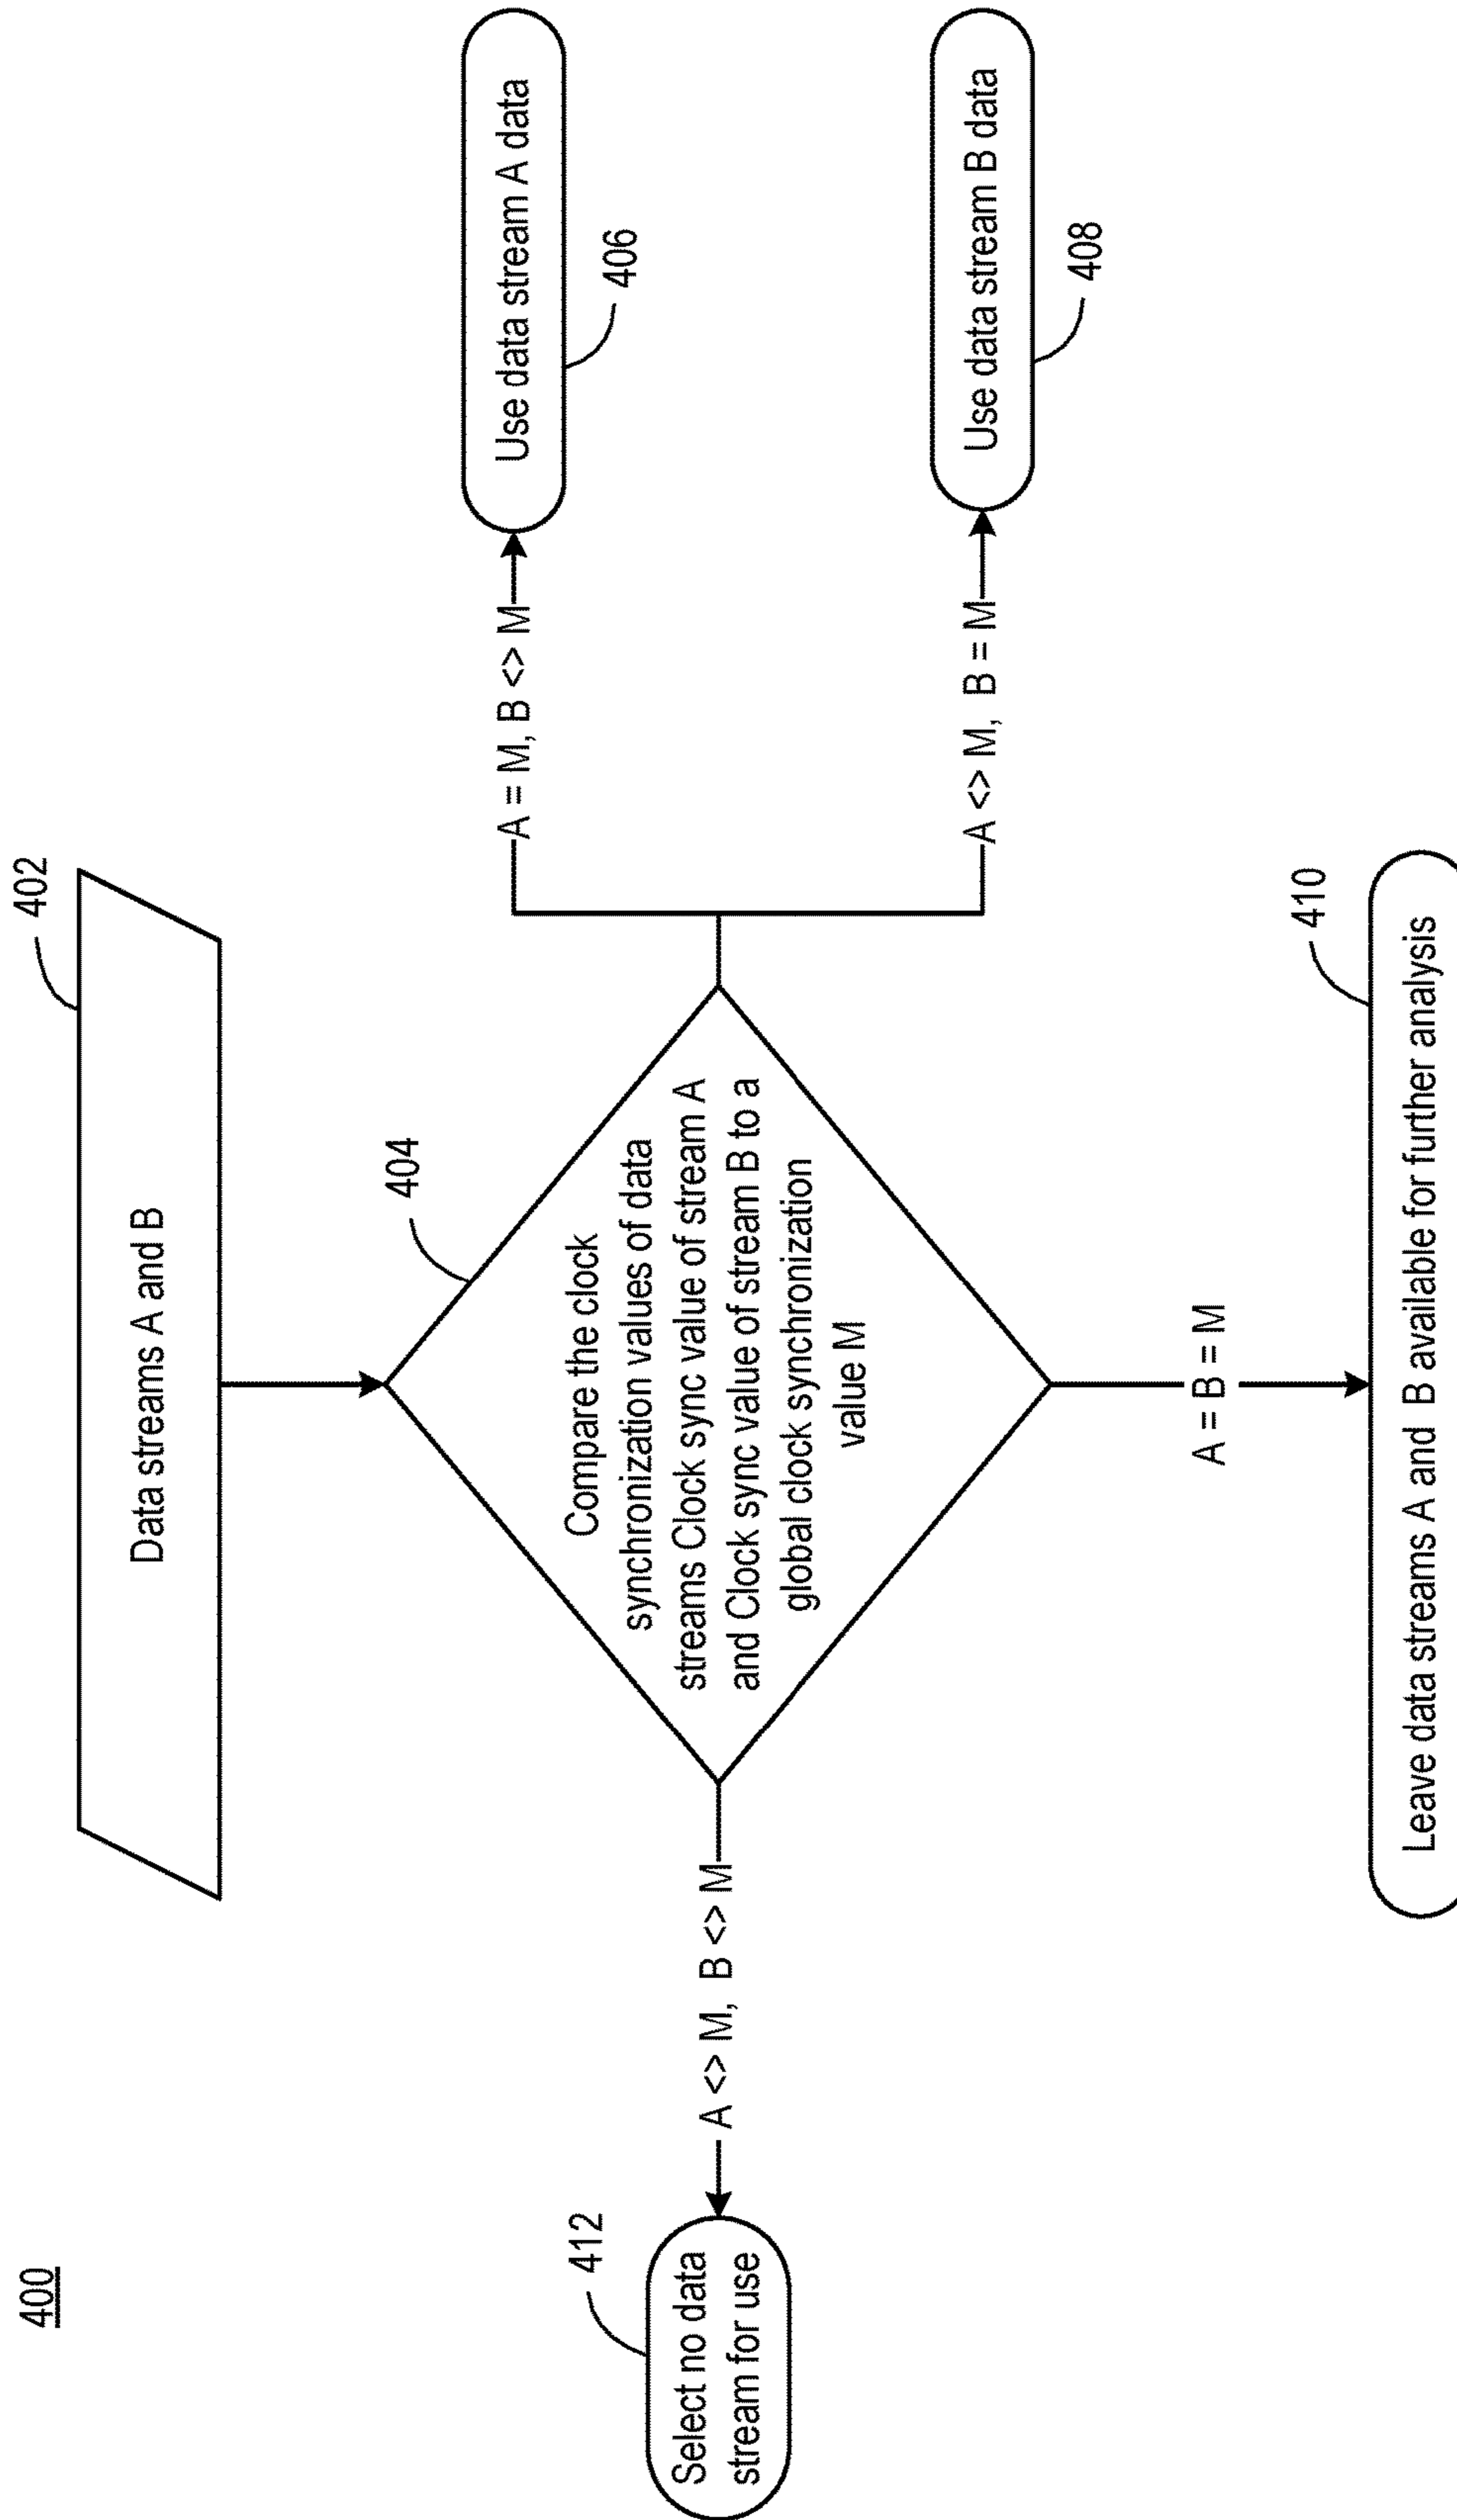 400
402
Data streams A and B
404
Compare the clock
synchronization values of data
streams Clock sync value of stream A
and Clock sync value of stream B to a
global clock synchronization
value M
A = M, B <> M
Use data stream A data
406
A <> M, B = M
Use data stream B data
408
A <> M, B <> M
412
Select no data
stream for use
A = B = M
410
Leave data streams A and B available for further analysis